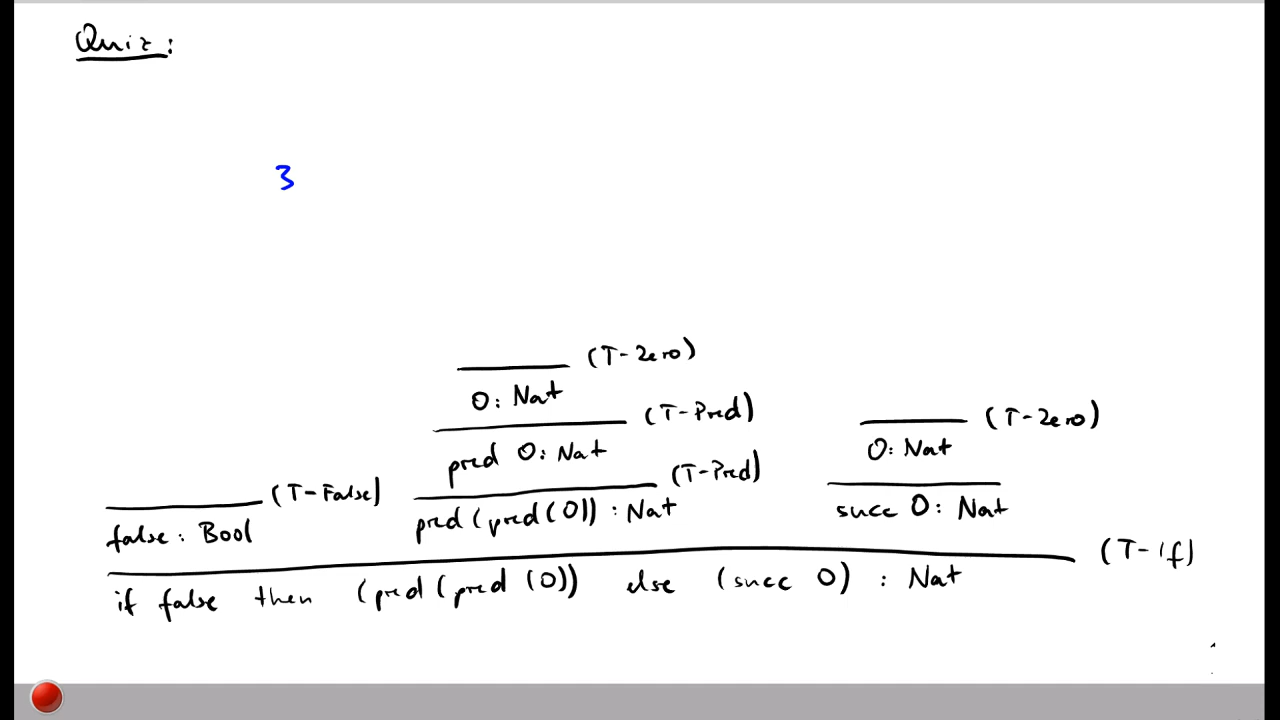 Quiz:
3
(T-Zero)
0: Nat
(T-Pred)
(T-Zero)
pred 0: Nat
0: Nat
(T-False)
(T-Pred)
false: Bool
pred (pred (0)) : Nat
succ 0: Nat
(T-If)
if false then (pred (pred (0)) else (succ 0) : Nat